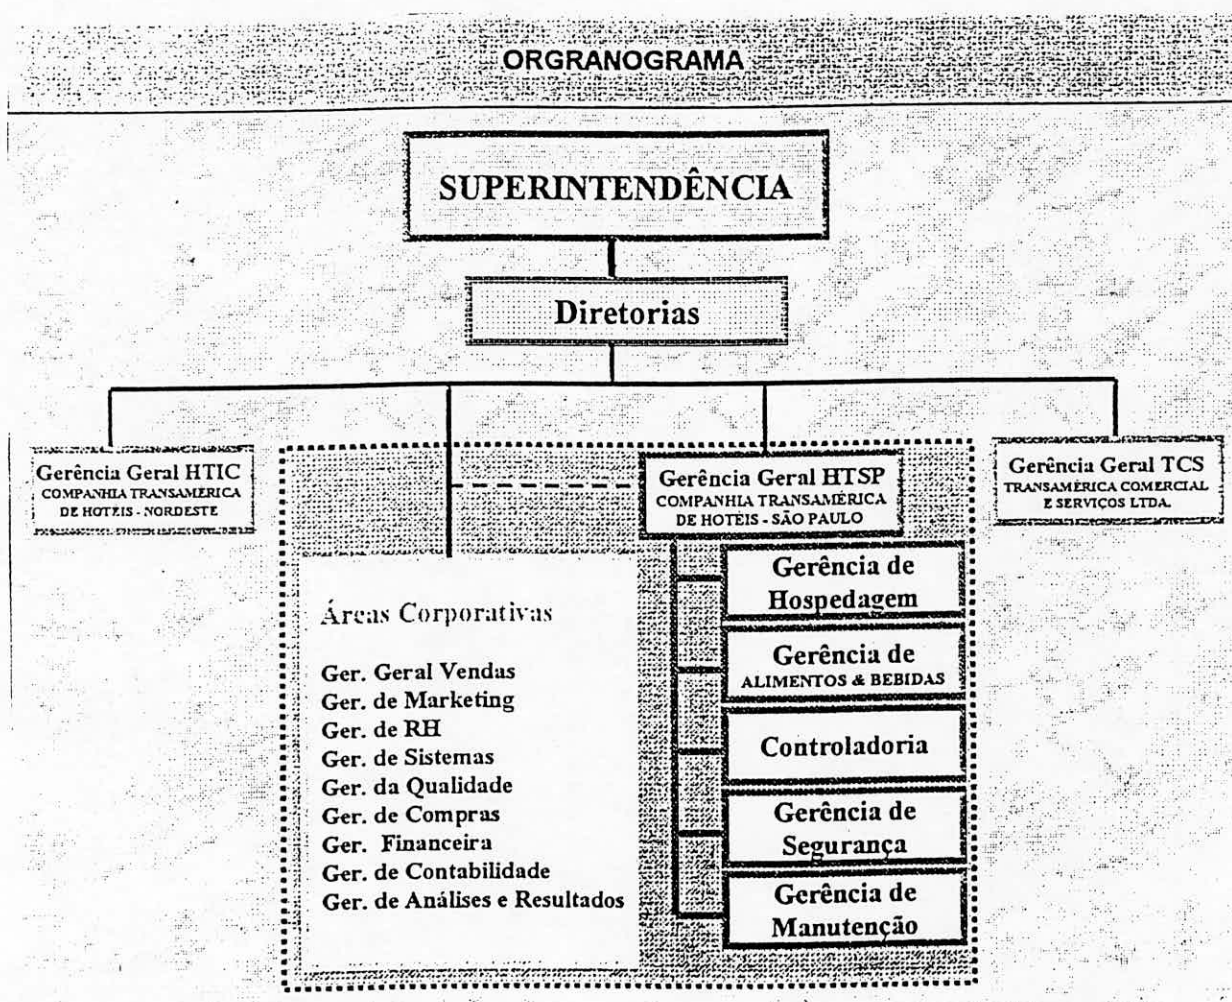 ORGRANOGRAMA
SUPERINTENDÊNCIA
Diretorias
Gerência Geral HTIC
COMPANHIA TRANSAMÉRICA
DE HOTÉIS - NORDESTE
Gerência Geral HTSP
COMPANHIA TRANSAMÉRICA
DE HOTÉIS - SÃO PAULO
Gerência Geral TCS
TRANSAMÉRICA COMERCIAL
E SERVIÇOS LTDA.
Áreas Corporativas
Ger. Geral Vendas
Ger. de Marketing
Ger. de RH
Ger. de Sistemas
Ger. da Qualidade
Ger. de Compras
Ger. Financeira
Ger. de Contabilidade
Ger. de Análises e Resultados
Gerência de
Hospedagem
Gerência de
ALIMENTOS & BEBIDAS
Controladoria
Gerência de
Segurança
Gerência de
Manutenção